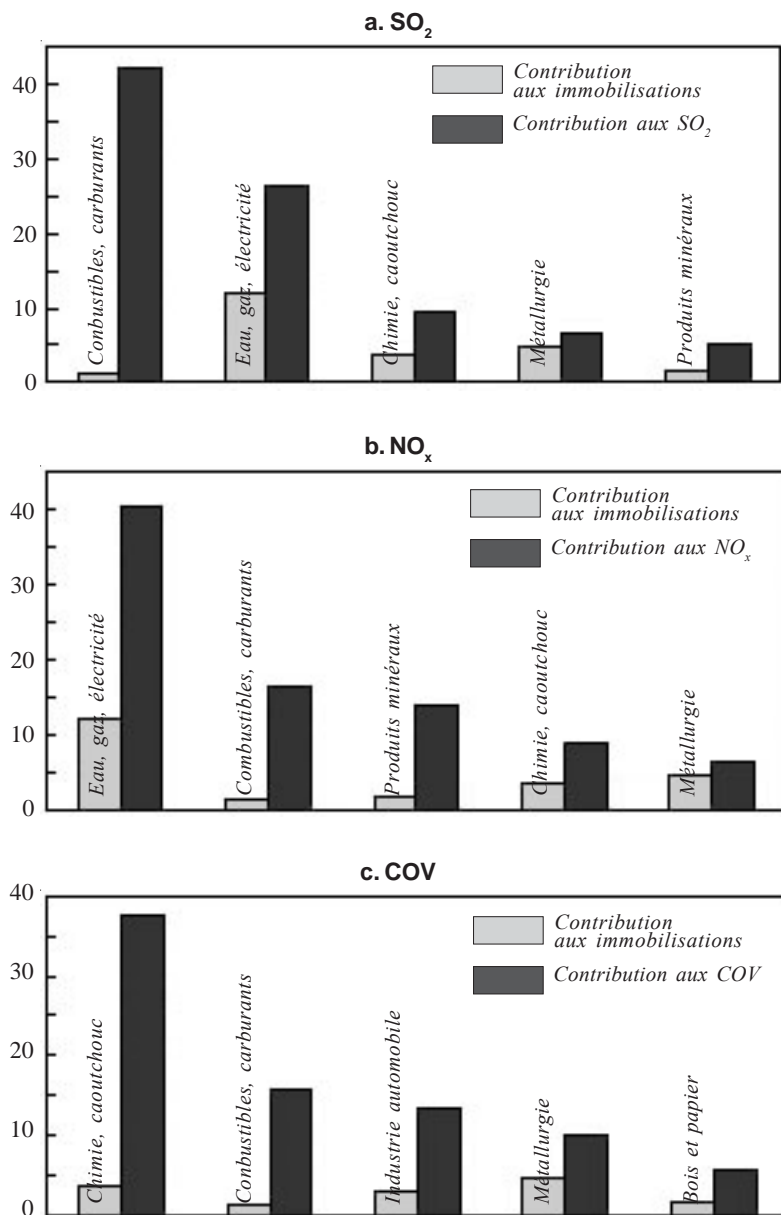 a. SO2
40
30
20
10
0
Contribution
aux immobilisations
Contribution aux SO2
Conbustibles, carburants
Eau, gaz, électricité
Chimie, caoutchouc
Métallurgie
Produits minéraux
b. NOx
40
30
20
10
0
Contribution
aux immobilisations
Contribution aux NOx
Eau, gaz, électricité
Combustibles, carburants
Produits minéraux
Chimie, caoutchouc
Métallurgie
c. COV
40
30
20
10
0
Contribution
aux immobilisations
Contribution aux COV
Chimie, caoutchouc
Conbustibles, carburants
Industrie automobile
Métallurgie
Bois et papier